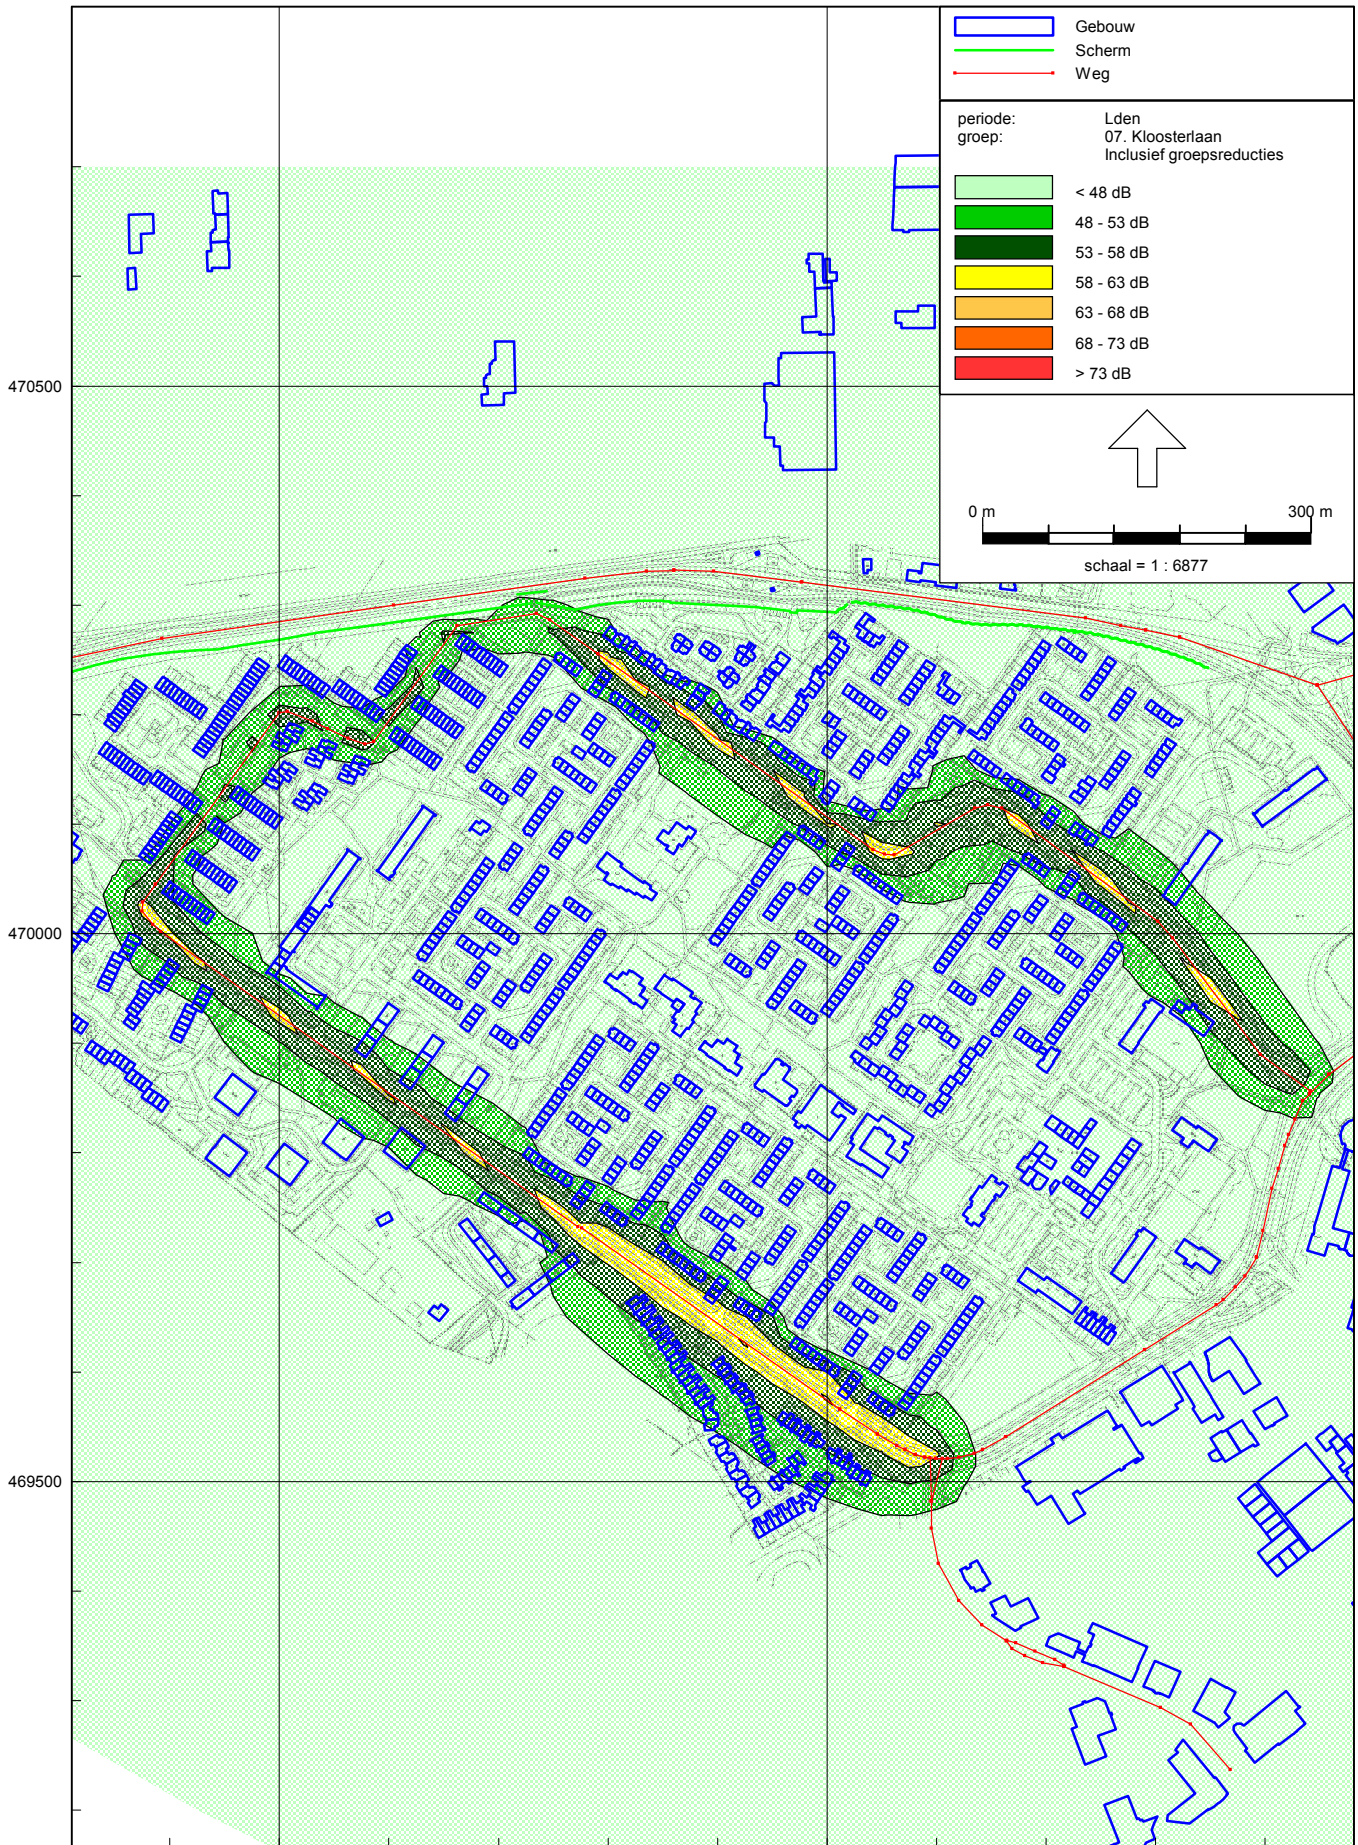 Gebouw
Scherm
Weg
periode: Lden
groep: 07. Kloosterlaan
Inclusief groepsreducties
< 48 dB
48 - 53 dB
53 - 58 dB
58 - 63 dB
63 - 68 dB
68 - 73 dB
> 73 dB
470500
0 m 300 m
schaal = 1 : 6877
470000
469500